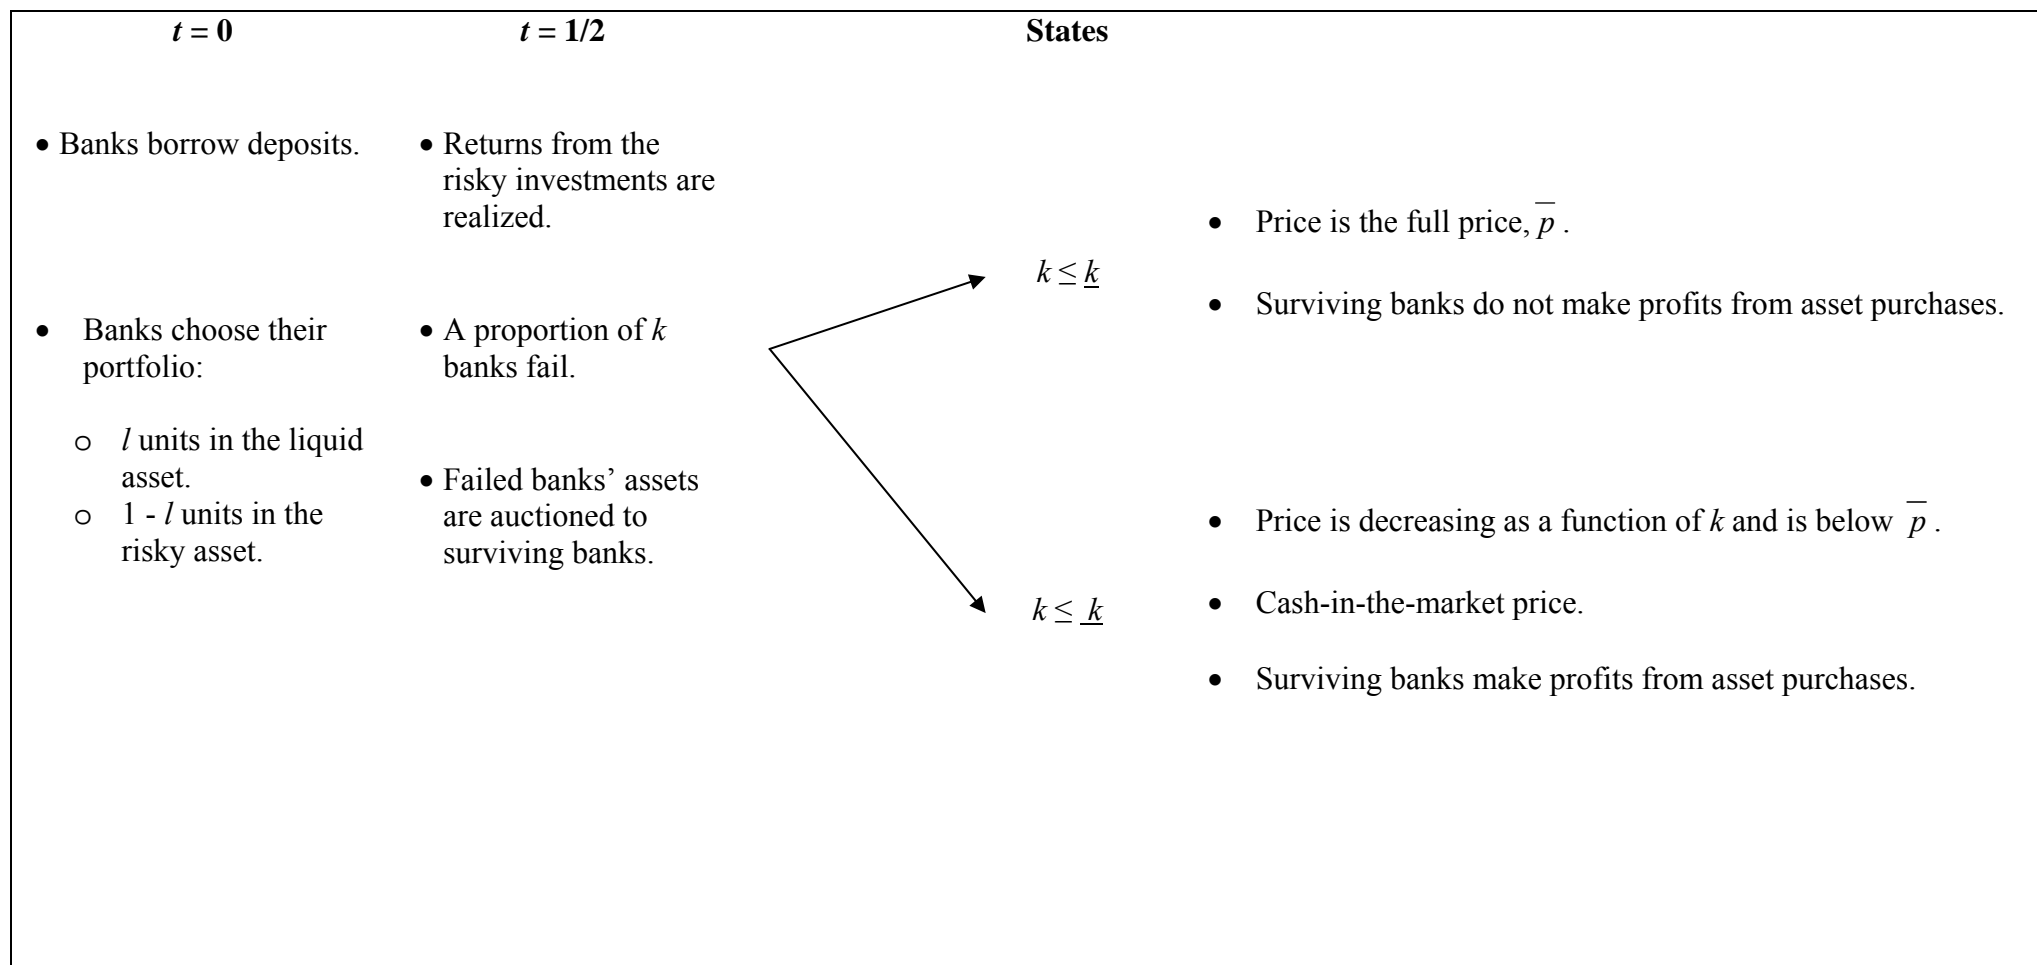 t = 0
t = 1/2
States
• Banks borrow deposits.
• Returns from the
risky investments are
realized.
• Price is the full price, p̅ .
k ≤ k̲
• Surviving banks do not make profits from asset purchases.
• Banks choose their
portfolio:
• A proportion of k
banks fail.
o l units in the liquid
asset.
o 1 - l units in the
risky asset.
• Failed banks’ assets
are auctioned to
surviving banks.
• Price is decreasing as a function of k and is below p̅ .
k ≤ k̲
• Cash-in-the-market price.
• Surviving banks make profits from asset purchases.